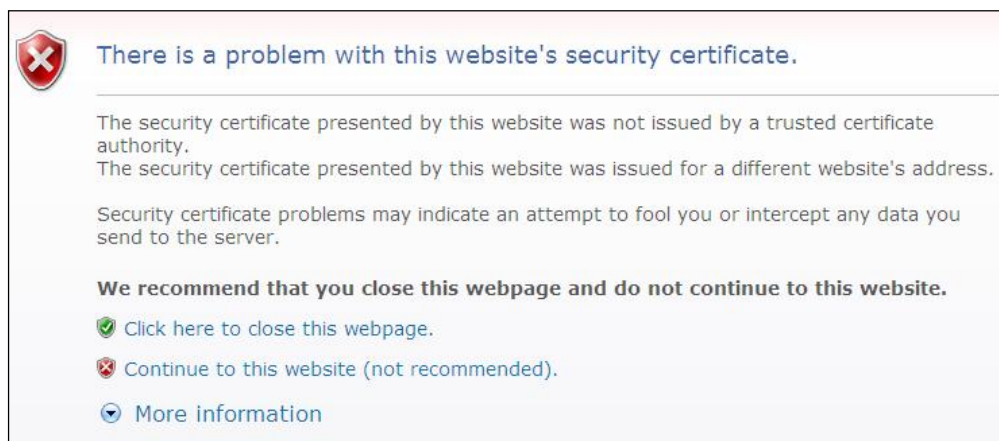 There is a problem with this website's security certificate.
The security certificate presented by this website was not issued by a trusted certificate
authority.
The security certificate presented by this website was issued for a different website's address.
Security certificate problems may indicate an attempt to fool you or intercept any data you
send to the server.
We recommend that you close this webpage and do not continue to this website.
Click here to close this webpage.
Continue to this website (not recommended).
More information